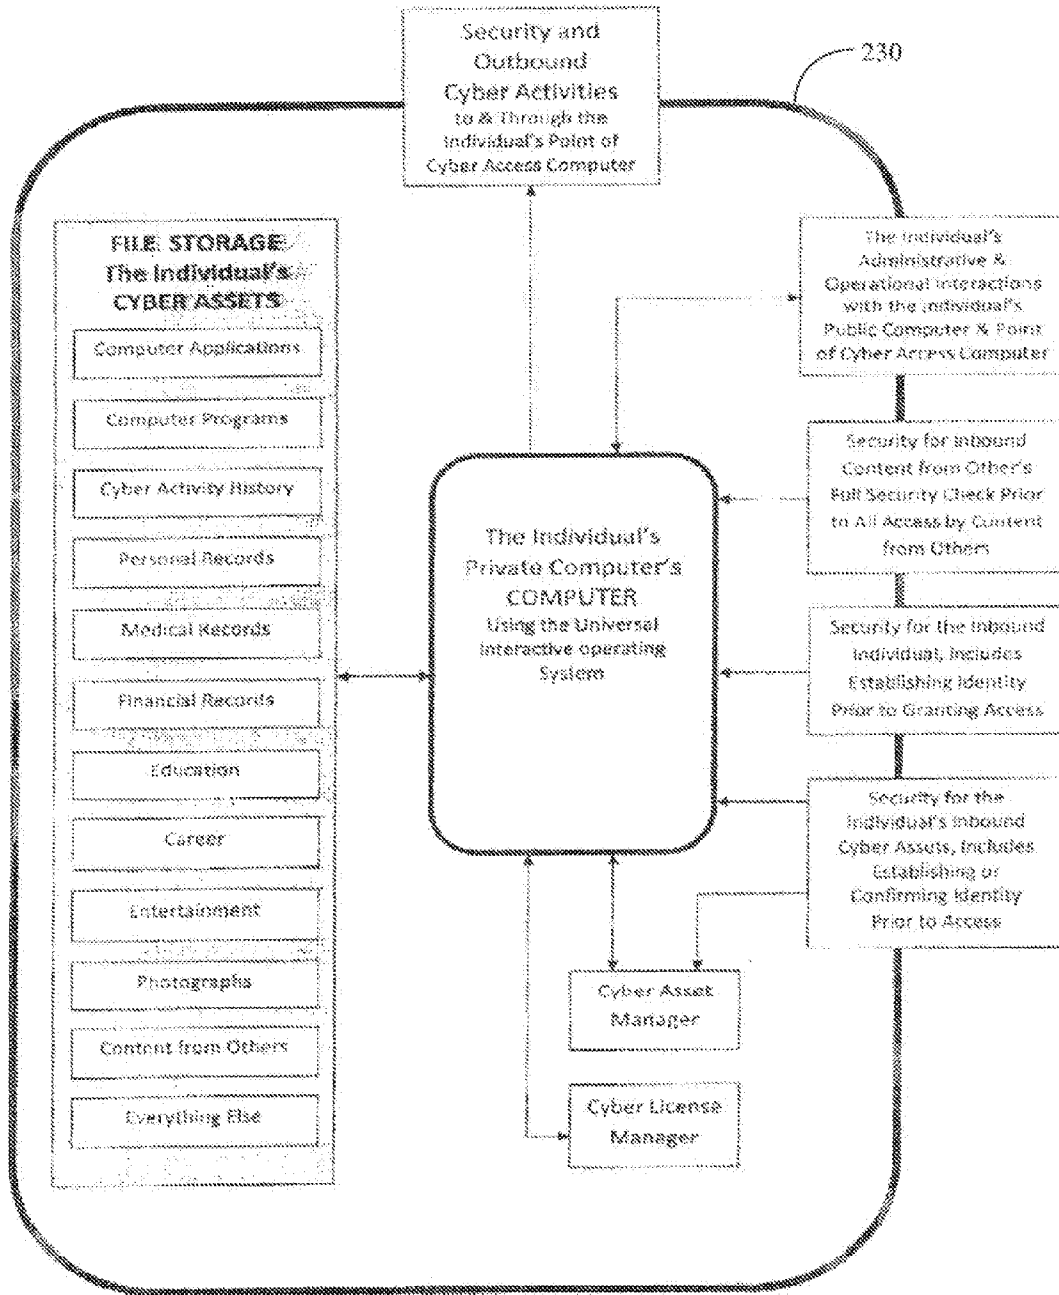 Security and
Outbound
Cyber Activities
to & Through the
Individual's Point of
Cyber Access Computer
230
FILE STORAGE
The Individual's
CYBER ASSETS
Computer Applications
Computer Programs
Cyber Activity History
Personal Records
Medical Records
Financial Records
Education
Career
Entertainment
Photographs
Content from Others
Everything Else
The Individual's
Private Computer's
COMPUTER
Using the Universal
Interactive operating
System
The Individual's
Administrative &
Operational Interactions
with the Individual's
Public Computer & Point
of Cyber Access Computer
Security for Inbound
Content from Other's
Full Security Check Prior
to All Access by Content
from Others
Security for the Inbound
Individual, Includes
Establishing Identity
Prior to Granting Access
Security for the
Individual's Inbound
Cyber Assets, Includes
Establishing or
Confirming Identity
Prior to Access
Cyber Asset
Manager
Cyber License
Manager